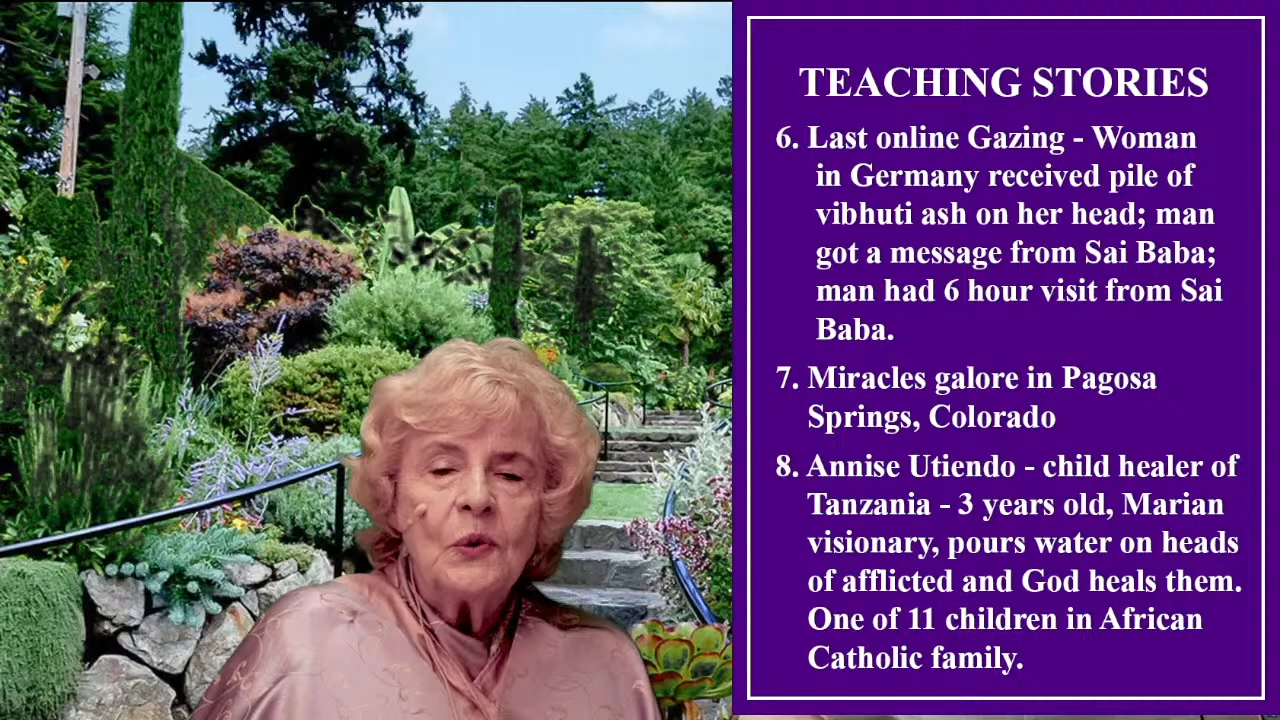 TEACHING STORIES
6. Last online Gazing - Woman
in Germany received pile of
vibhuti ash on her head; man
got a message from Sai Baba;
man had 6 hour visit from Sai
Baba.
7. Miracles galore in Pagosa
Springs, Colorado
8. Annise Utiendo - child healer of
Tanzania - 3 years old, Marian
visionary, pours water on heads
of afflicted and God heals them.
One of 11 children in African
Catholic family.